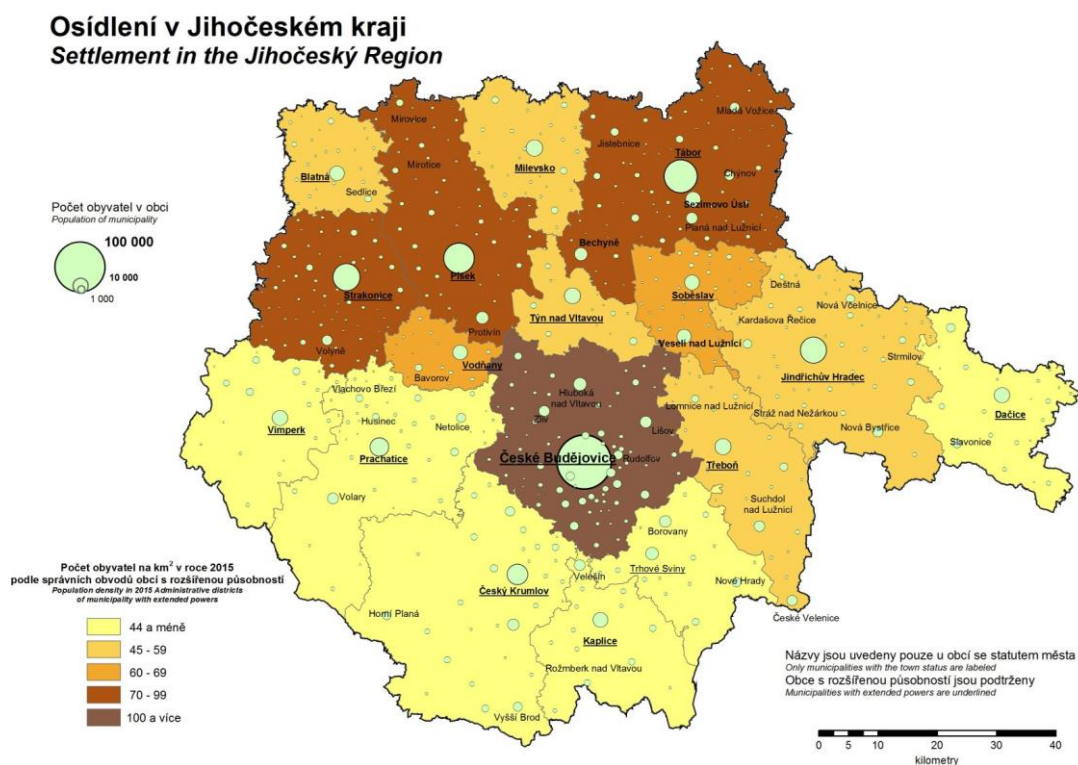 Osídlení v Jihočeském kraji
Settlement in the Jihočeský Region
Počet obyvatel v obci
Population of municipality
100 000
10 000
1 000
Mirovice
Mladá Vožice
Jistebnice
Mirotice
Milevsko
Tábor
Chýnov
Blatná
Sedlice
Sezimovo Ústí
Planá nad Lužnicí
Bechyně
Písek
Strakonice
Soběslav
Deštná
Nová Včelnice
Týn nad Vltavou
Kardašova Řečice
Protivín
Veselí nad Lužnicí
Volyně
Vodňany
Strmilov
Bavorov
Jindřichův Hradec
Vlachovo Březí
Hluboká
nad Vltavou
Lomnice nad Lužnicí
Dačice
Vimperk
Husinec
Zliv
Stráž nad Nežárkou
Netolice
Lišov
Nová Bystřice
Slavonice
Prachatice
České Budějovice
Rudolfov
Třeboň
Volary
Suchdol
nad Lužnicí
Borovany
Trhové Sviny
Velešín
Nové Hrady
Český Krumlov
Horní Planá
České Velenice
Kaplice
Rožmberk nad Vltavou
Vyšší Brod
Počet obyvatel na km² v roce 2015
podle správních obvodů obcí s rozšířenou působností
Population density in 2015 Administrative districts
of municipality with extended powers
44 a méně
45 - 59
60 - 69
70 - 99
100 a více
Názvy jsou uvedeny pouze u obcí se statutem města
Only municipalities with the town status are labeled
Obce s rozšířenou působností jsou podtrženy
Municipalities with extended powers are underlined
0 5 10 20 30 40
kilometry